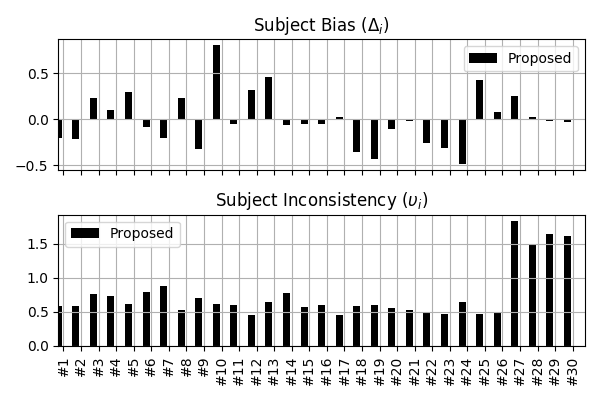 Subject Bias (Δi)
Proposed
0.5
0.0
−0.5
Subject Inconsistency (υi)
Proposed
1.5
1.0
0.5
0.0
#1 #2 #3 #4 #5 #6 #7 #8 #9 #10 #11 #12 #13 #14 #15 #16 #17 #18 #19 #20 #21 #22 #23 #24 #25 #26 #27 #28 #29 #30